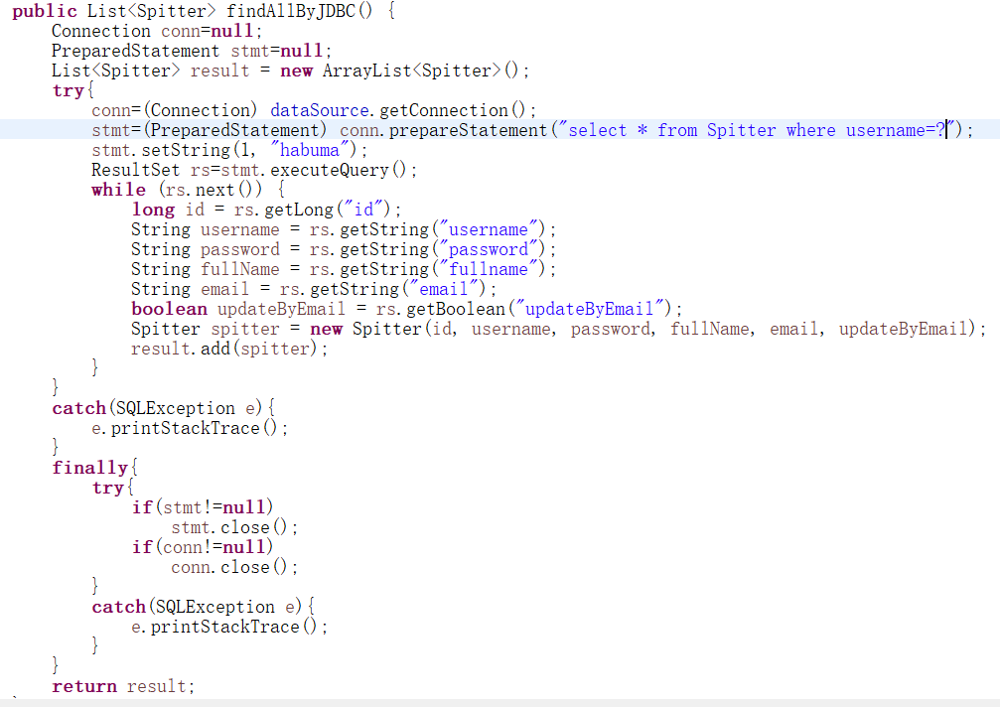 public List<Spitter> findAllByJDBC() {
    Connection conn=null;
    PreparedStatement stmt=null;
    List<Spitter> result = new ArrayList<Spitter>();
    try{
        conn=(Connection) dataSource.getConnection();
        stmt=(PreparedStatement) conn.prepareStatement("select * from Spitter where username=?");
        stmt.setString(1, "habuma");
        ResultSet rs=stmt.executeQuery();
        while (rs.next()) {
            long id = rs.getLong("id");
            String username = rs.getString("username");
            String password = rs.getString("password");
            String fullName = rs.getString("fullname");
            String email = rs.getString("email");
            boolean updateByEmail = rs.getBoolean("updateByEmail");
            Spitter spitter = new Spitter(id, username, password, fullName, email, updateByEmail);
            result.add(spitter);
        }
    }
    catch(SQLException e){
        e.printStackTrace();
    }
    finally{
        try{
            if(stmt!=null)
                stmt.close();
            if(conn!=null)
                conn.close();
        }
        catch(SQLException e){
            e.printStackTrace();
        }
    }
    return result;